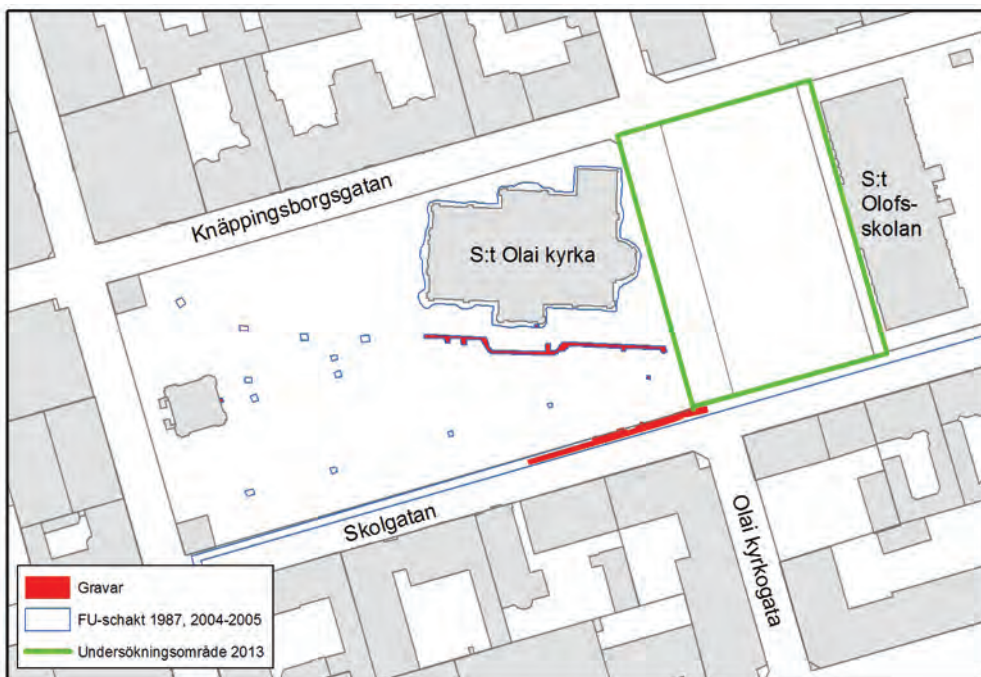 Knäppingsborgsgatan
S:t Olai kyrka
S:t
Olofs-
skolan
Skolgatan
Olai kyrkogata
Gravar
FU-schakt 1987, 2004-2005
Undersökningsområde 2013